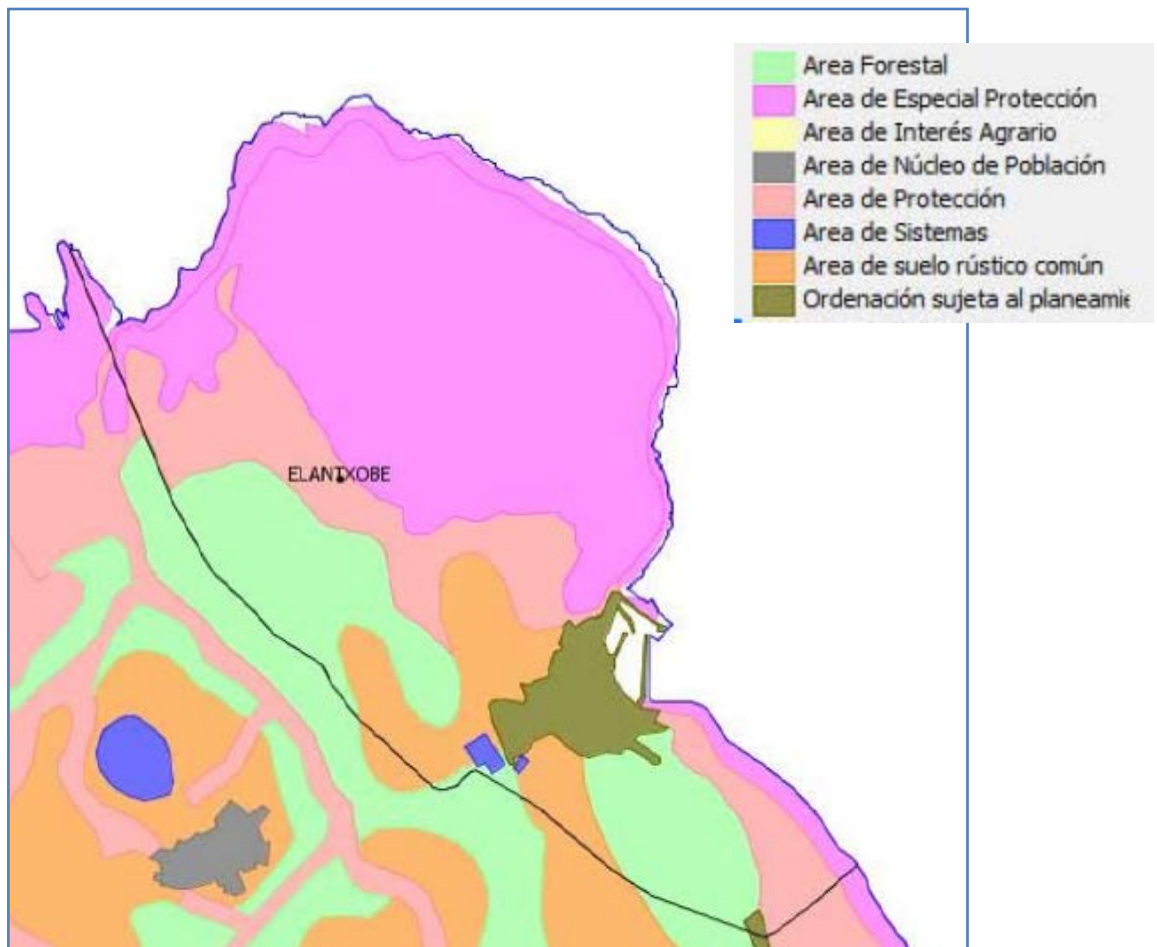 Area Forestal
Area de Especial Protección
Area de Interés Agrario
Area de Núcleo de Población
Area de Protección
Area de Sistemas
Area de suelo rústico común
Ordenación sujeta al planeamie
ELANTXOBE